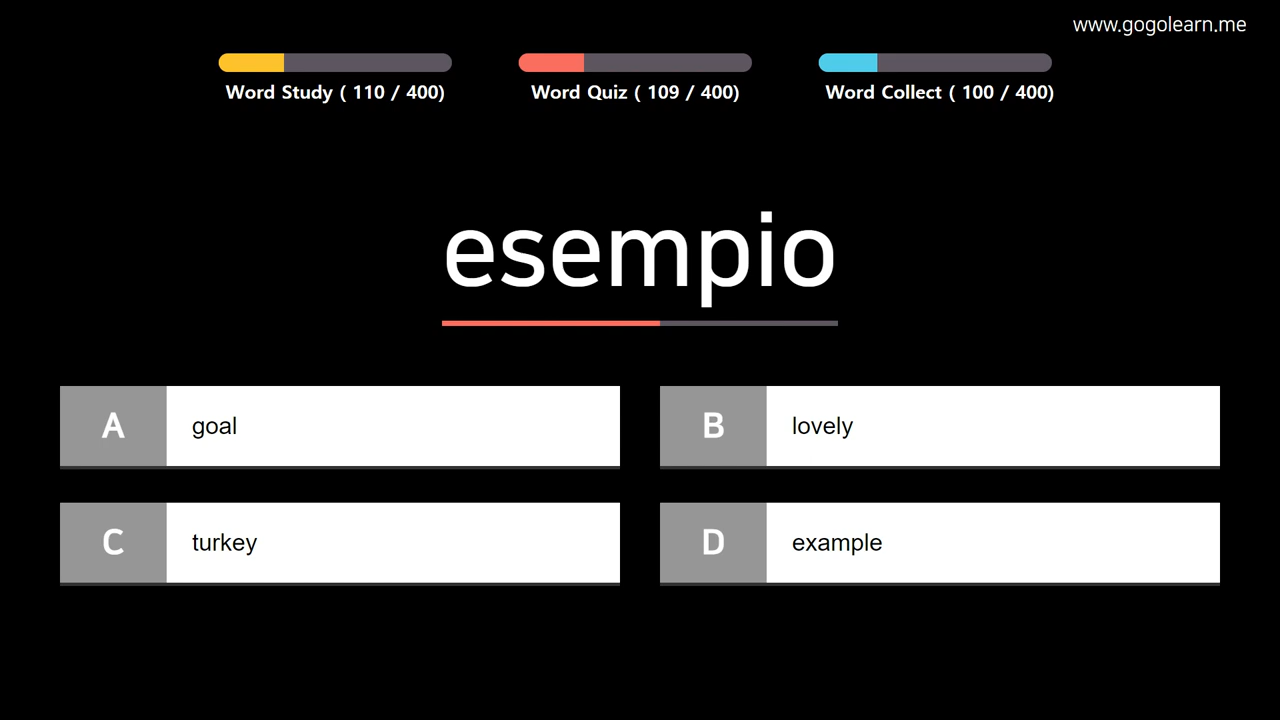 www.gogolearn.me
Word Study ( 110 / 400)
Word Quiz ( 109 / 400)
Word Collect ( 100 / 400)
esempio
A goal
B lovely
C turkey
D example